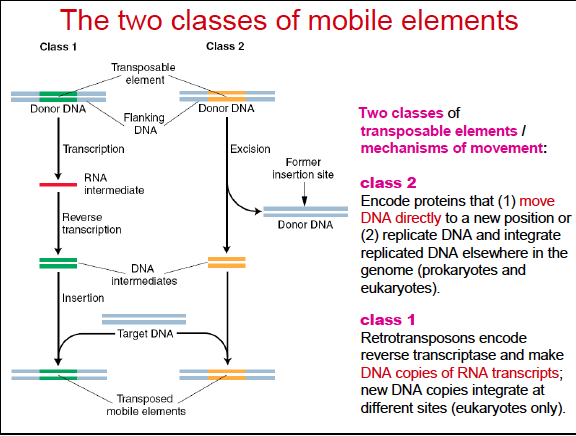 The two classes of mobile elements
Class 1
Class 2
Transposable
element
Donor DNA
Donor DNA
Flanking
DNA
Transcription
Excision
Former
insertion site
RNA
intermediate
Reverse
transcription
Donor DNA
DNA
intermediates
Insertion
Target DNA
Transposed
mobile elements
Two classes of
transposable elements /
mechanisms of movement:
class 2
Encode proteins that (1) move
DNA directly to a new position or
(2) replicate DNA and integrate
replicated DNA elsewhere in the
genome (prokaryotes and
eukaryotes).
class 1
Retrotransposons encode
reverse transcriptase and make
DNA copies of RNA transcripts;
new DNA copies integrate at
different sites (eukaryotes only).